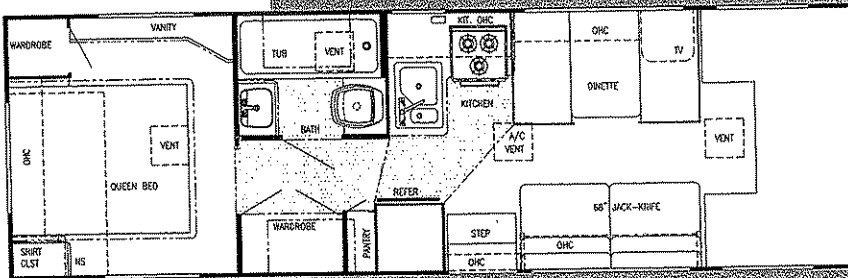 WARDROBE
VANITY
TUB
VENT
KIT. OHC
OHC
TV
DINETTE
KITCHEN
BATH
A/C
VENT
VENT
VENT
OHC
QUEEN BED
REFER
WARDROBE
PANTRY
STEP
OHC
68" JACK-KNIFE
OHC
SHIRT
CLST
NS